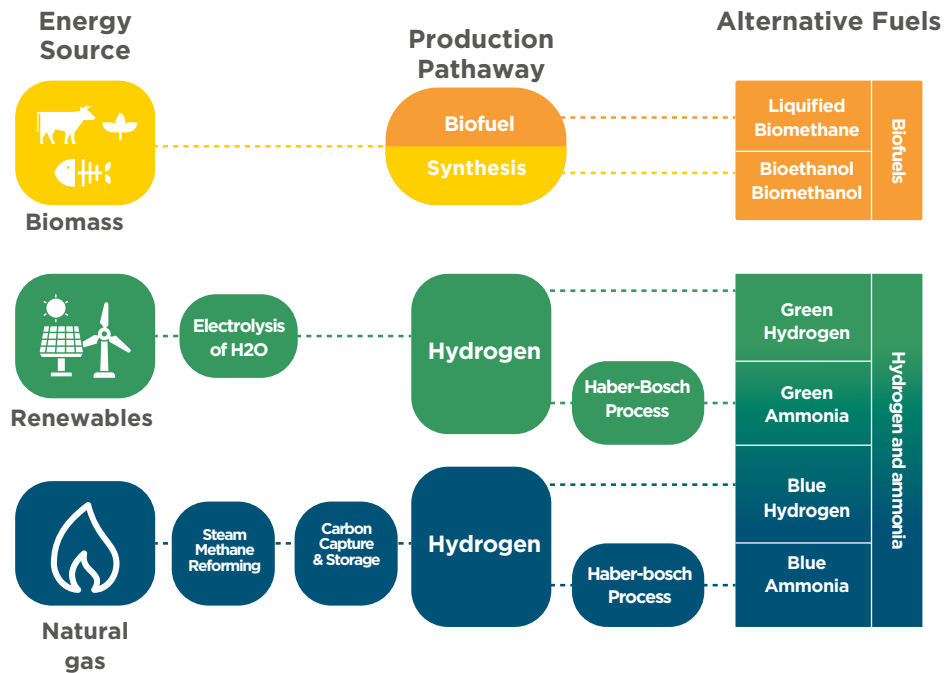 Energy
Source
Production
Pathaway
Alternative Fuels
Biomass
Biofuel
Synthesis
Liquified
Biomethane
Bioethanol
Biomethanol
Biofuels
Renewables
Electrolysis
of H2O
Hydrogen
Haber-Bosch
Process
Green
Hydrogen
Green
Ammonia
Natural
gas
Steam
Methane
Reforming
Carbon
Capture
& Storage
Hydrogen
Haber-bosch
Process
Blue
Hydrogen
Blue
Ammonia
Hydrogen and ammonia